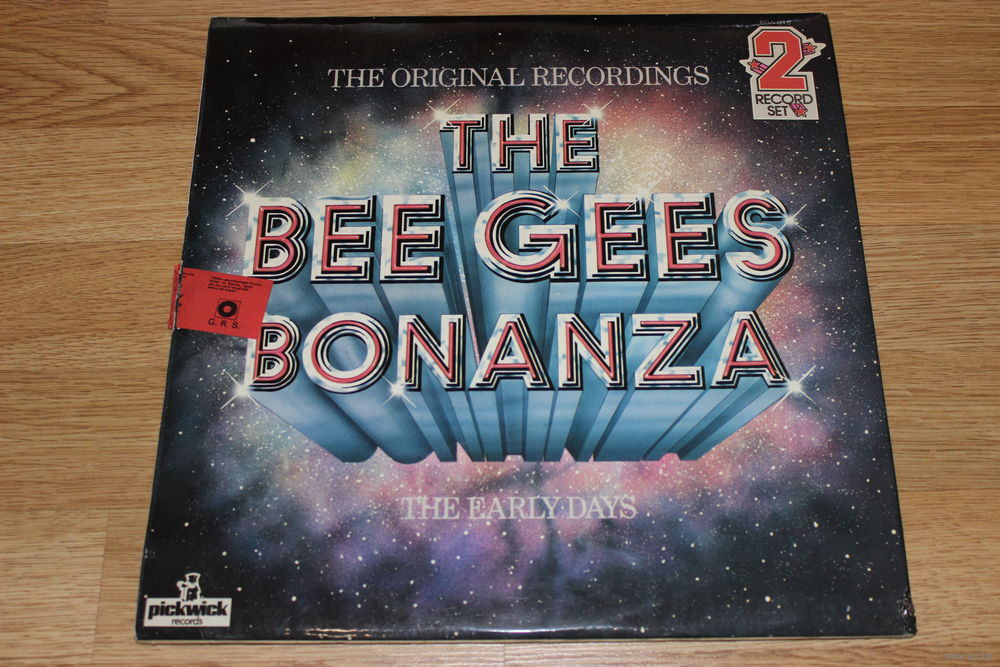 THE ORIGINAL RECORDINGS
2
RECORD
SET
THE
BEE GEES
BONANZA
G. R. S.
THE EARLY DAYS
pickwick
records